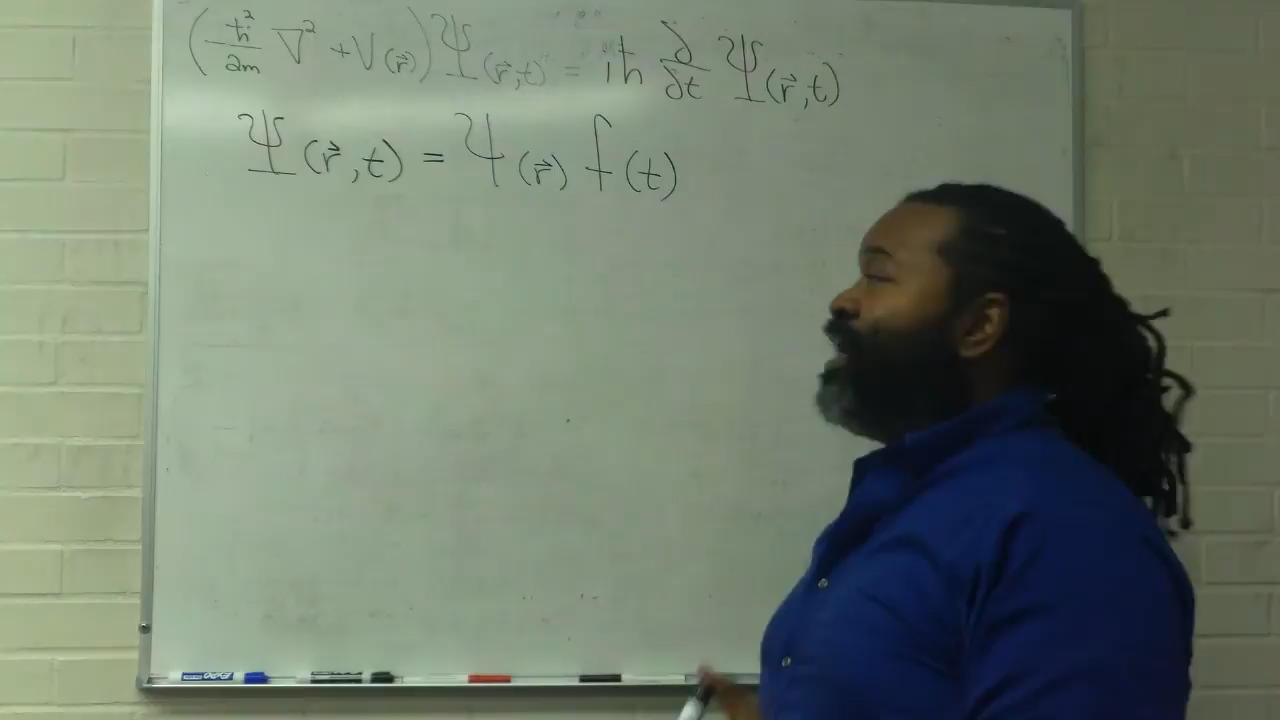 (ħ²/2m ∇² + V(r⃗)) Ψ(r⃗,t) = iħ ∂/∂t Ψ(r⃗,t)
Ψ(r⃗,t) = ψ(r⃗) f(t)